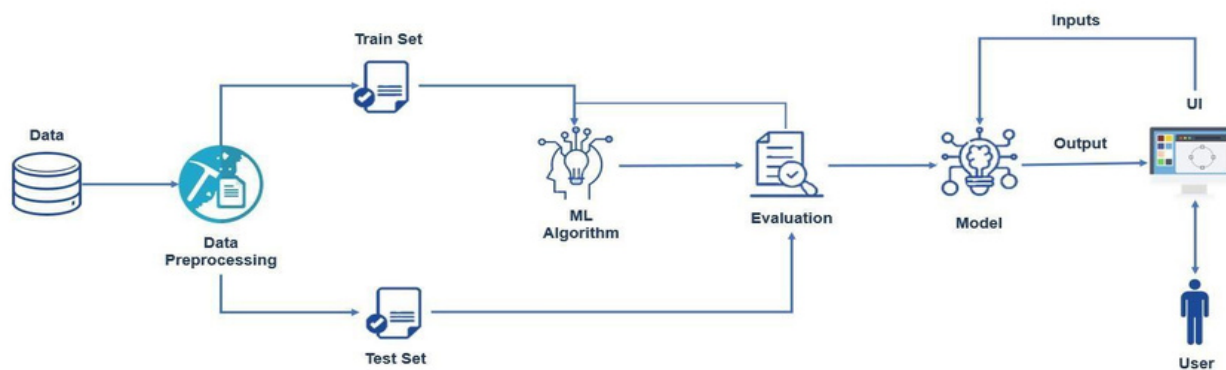 Inputs
Train Set
UI
Data
Output
ML
Algorithm
Evaluation
Model
Data
Preprocessing
Test Set
User